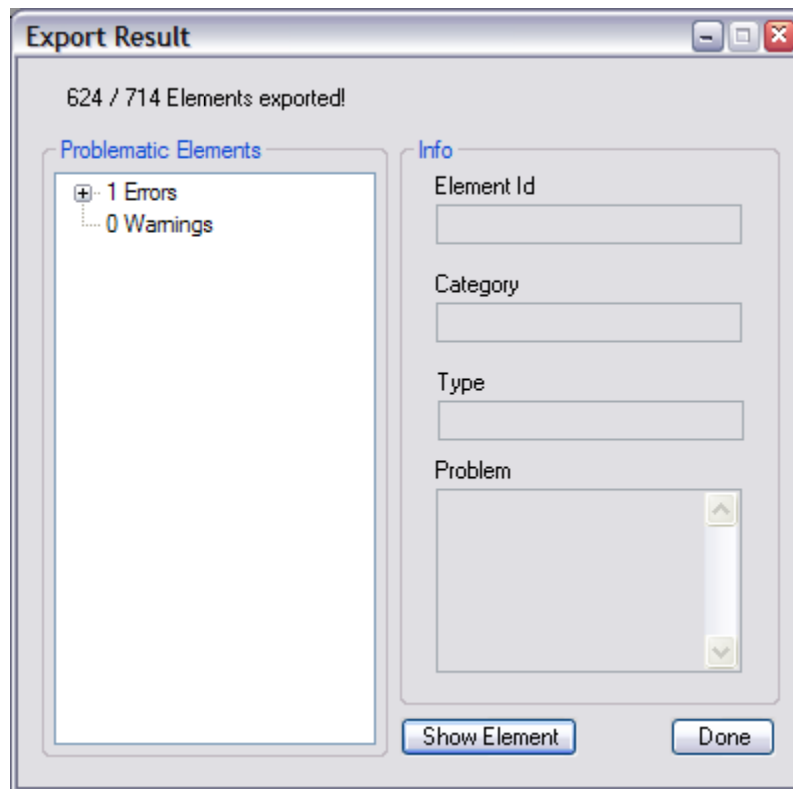 Export Result
624 / 714 Elements exported!
Problematic Elements
1 Errors
0 Warnings
Info
Element Id
Category
Type
Problem
Show Element
Done